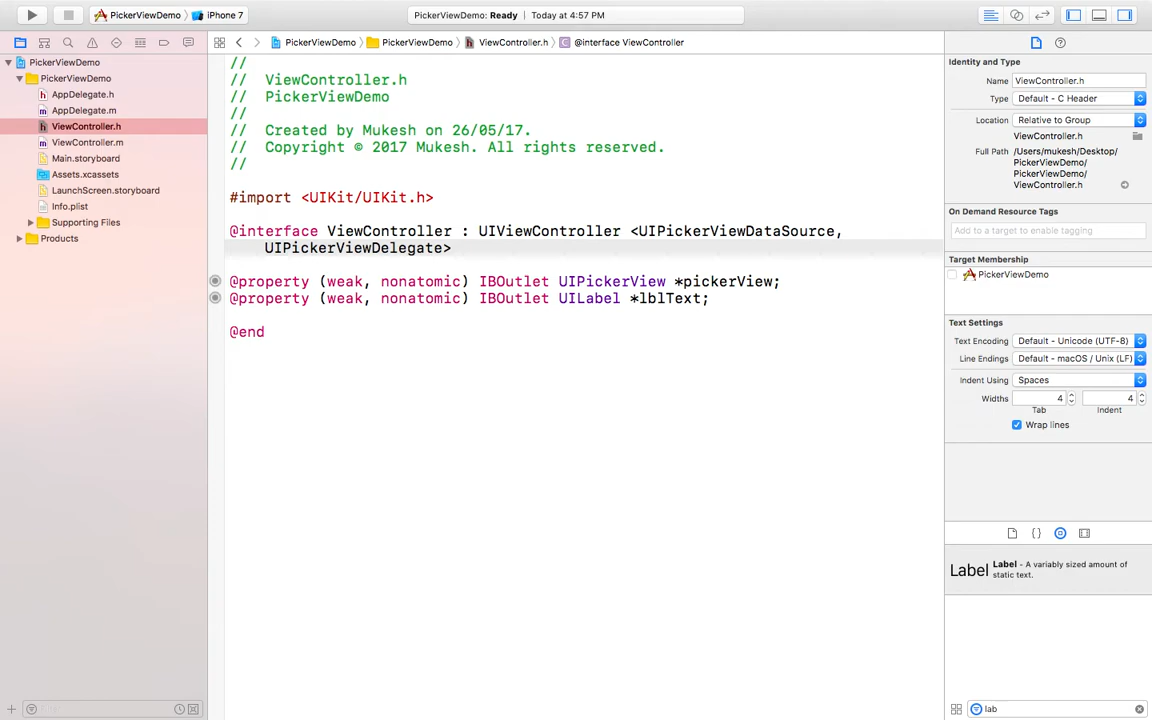 PickerViewDemo 〉 iPhone 7
PickerViewDemo: Ready | Today at 4:57 PM
PickerViewDemo 〉 PickerViewDemo 〉 ViewController.h 〉 C @interface ViewController
PickerViewDemo
PickerViewDemo
h AppDelegate.h
m AppDelegate.m
h ViewController.h
m ViewController.m
Main.storyboard
Assets.xcassets
LaunchScreen.storyboard
Info.plist
Supporting Files
Products
//
//  ViewController.h
//  PickerViewDemo
//
//  Created by Mukesh on 26/05/17.
//  Copyright © 2017 Mukesh. All rights reserved.
//
#import <UIKit/UIKit.h>
@interface ViewController : UIViewController <UIPickerViewDataSource,
UIPickerViewDelegate>
@property (weak, nonatomic) IBOutlet UIPickerView *pickerView;
@property (weak, nonatomic) IBOutlet UILabel *lblText;
@end
Identity and Type
Name ViewController.h
Type Default - C Header
Location Relative to Group
ViewController.h
Full Path /Users/mukesh/Desktop/
PickerViewDemo/
PickerViewDemo/
ViewController.h
On Demand Resource Tags
Add to a target to enable tagging
Target Membership
PickerViewDemo
Text Settings
Text Encoding Default - Unicode (UTF-8)
Line Endings Default - macOS / Unix (LF)
Indent Using Spaces
Widths 4 4
Tab Indent
Wrap lines
{ }
Label Label - A variably sized amount of
static text.
Filter
lab